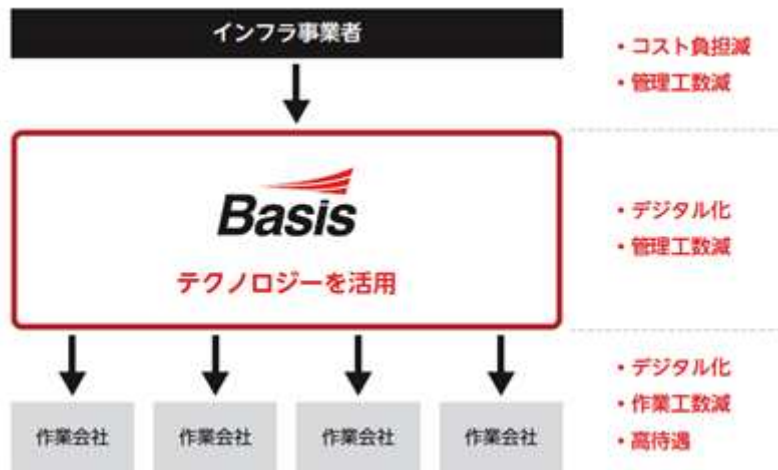 インフラ事業者
・コスト負担減
・管理工数減
Basis
テクノロジーを活用
・デジタル化
・管理工数減
作業会社
作業会社
作業会社
作業会社
・デジタル化
・作業工数減
・高待遇